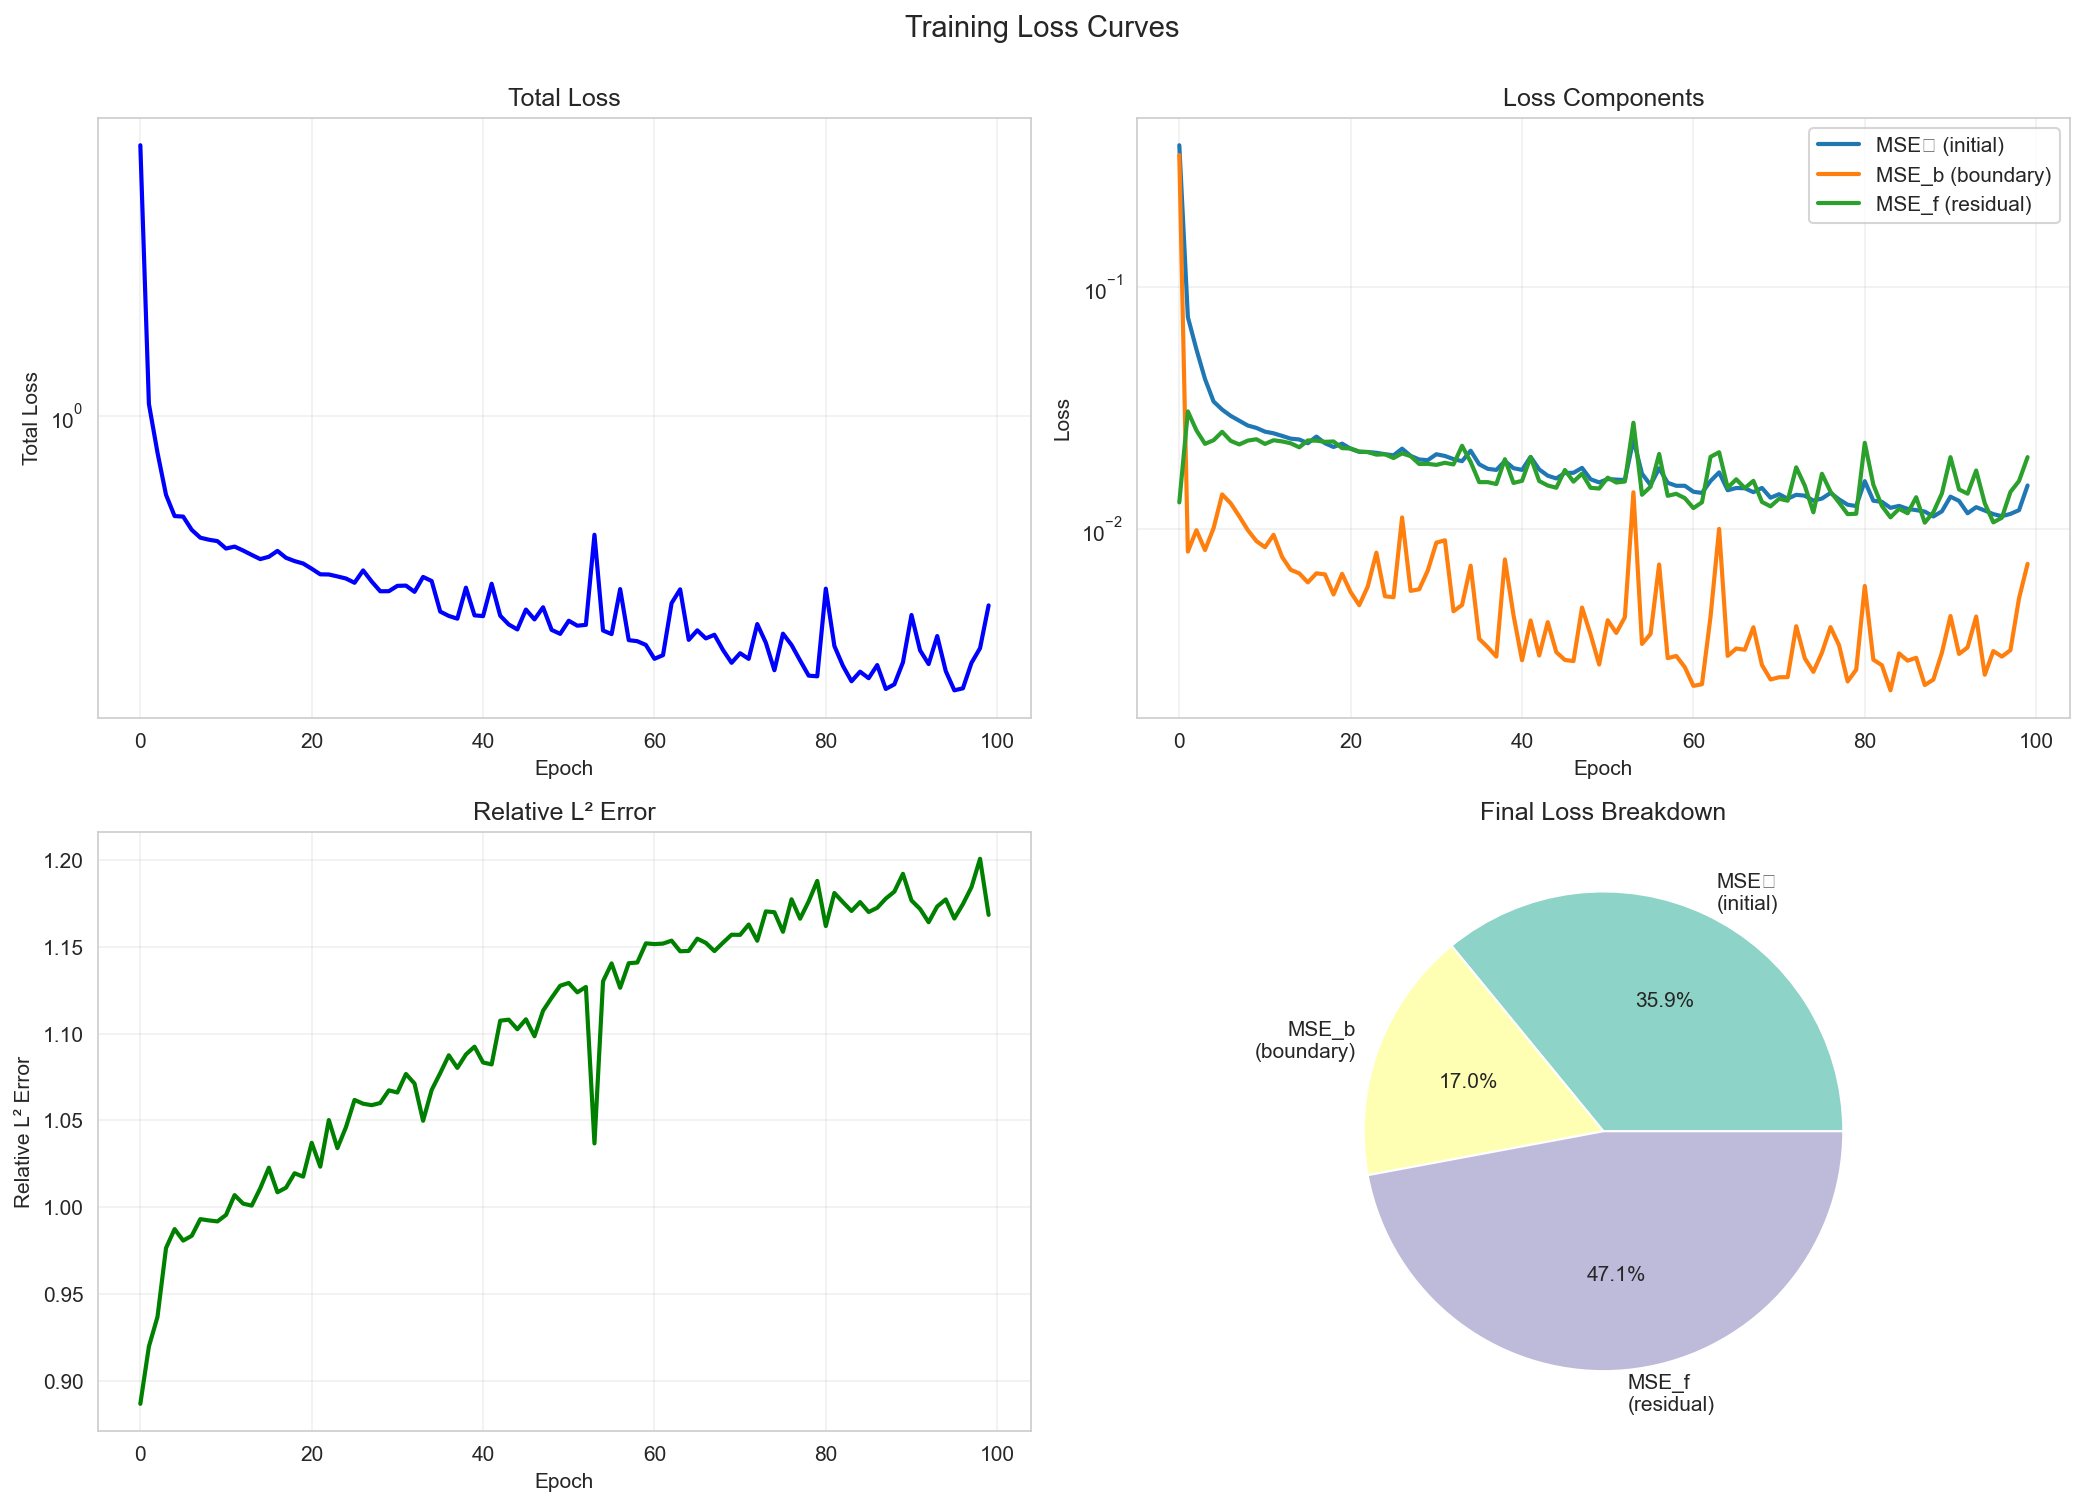 Training Loss Curves
Total Loss
Total Loss
10⁰
0 20 40 60 80 100
Epoch
Loss Components
Loss
10⁻¹
10⁻²
MSE□ (initial)
MSE_b (boundary)
MSE_f (residual)
0 20 40 60 80 100
Epoch
Relative L² Error
Relative L² Error
1.20
1.15
1.10
1.05
1.00
0.95
0.90
0 20 40 60 80 100
Epoch
Final Loss Breakdown
MSE□
(initial)
35.9%
MSE_b
(boundary)
17.0%
47.1%
MSE_f
(residual)